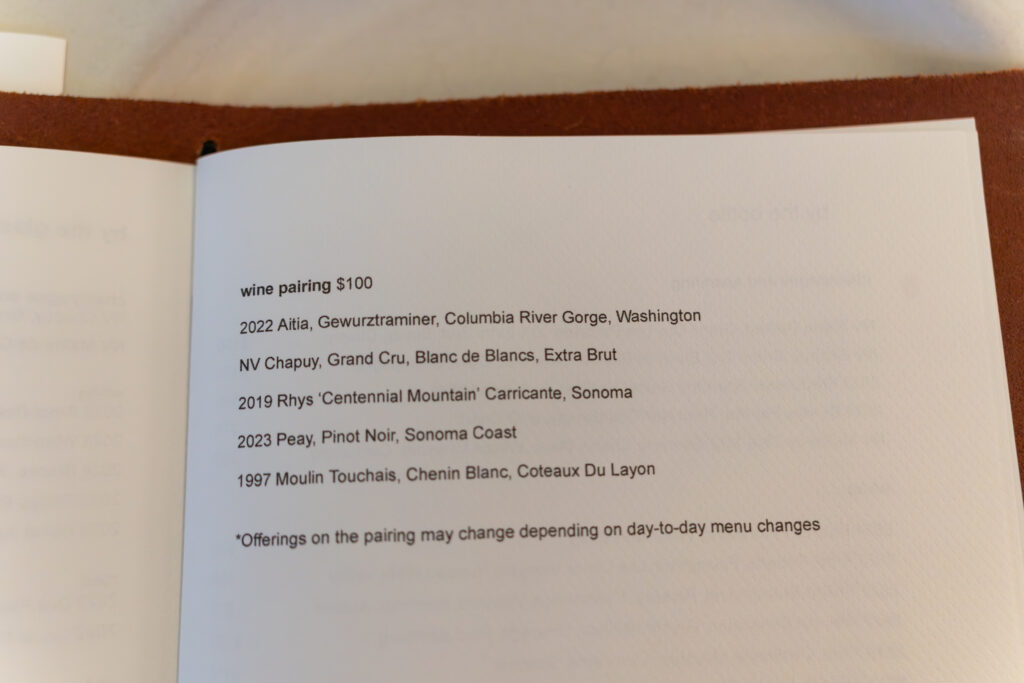 wine pairing $100
2022 Aitia, Gewurztraminer, Columbia River Gorge, Washington
NV Chapuy, Grand Cru, Blanc de Blancs, Extra Brut
2019 Rhys ‘Centennial Mountain’ Carricante, Sonoma
2023 Peay, Pinot Noir, Sonoma Coast
1997 Moulin Touchais, Chenin Blanc, Coteaux Du Layon
*Offerings on the pairing may change depending on day-to-day menu changes